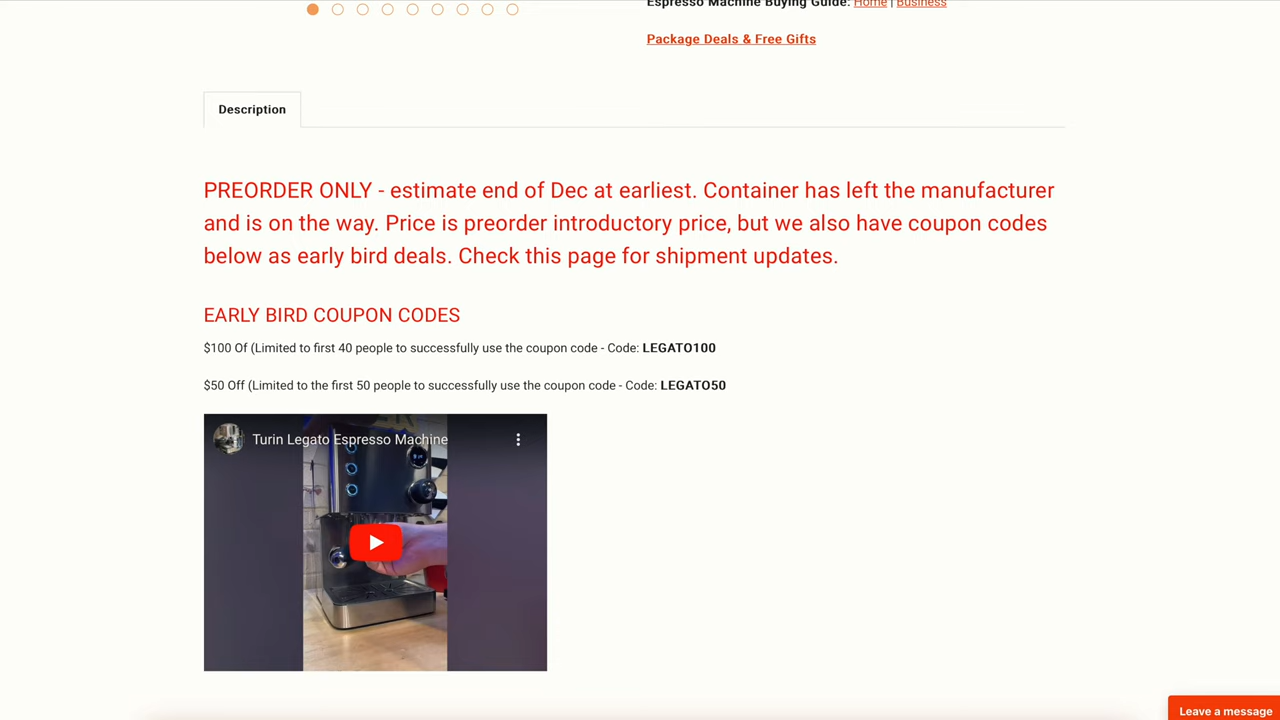 Espresso Machine Buying Guide: Home | Business
Package Deals & Free Gifts
Description
PREORDER ONLY - estimate end of Dec at earliest. Container has left the manufacturer
and is on the way. Price is preorder introductory price, but we also have coupon codes
below as early bird deals. Check this page for shipment updates.
EARLY BIRD COUPON CODES
$100 Of (Limited to first 40 people to successfully use the coupon code - Code: LEGATO100
$50 Off (Limited to the first 50 people to successfully use the coupon code - Code: LEGATO50
Turin Legato Espresso Machine
Leave a message